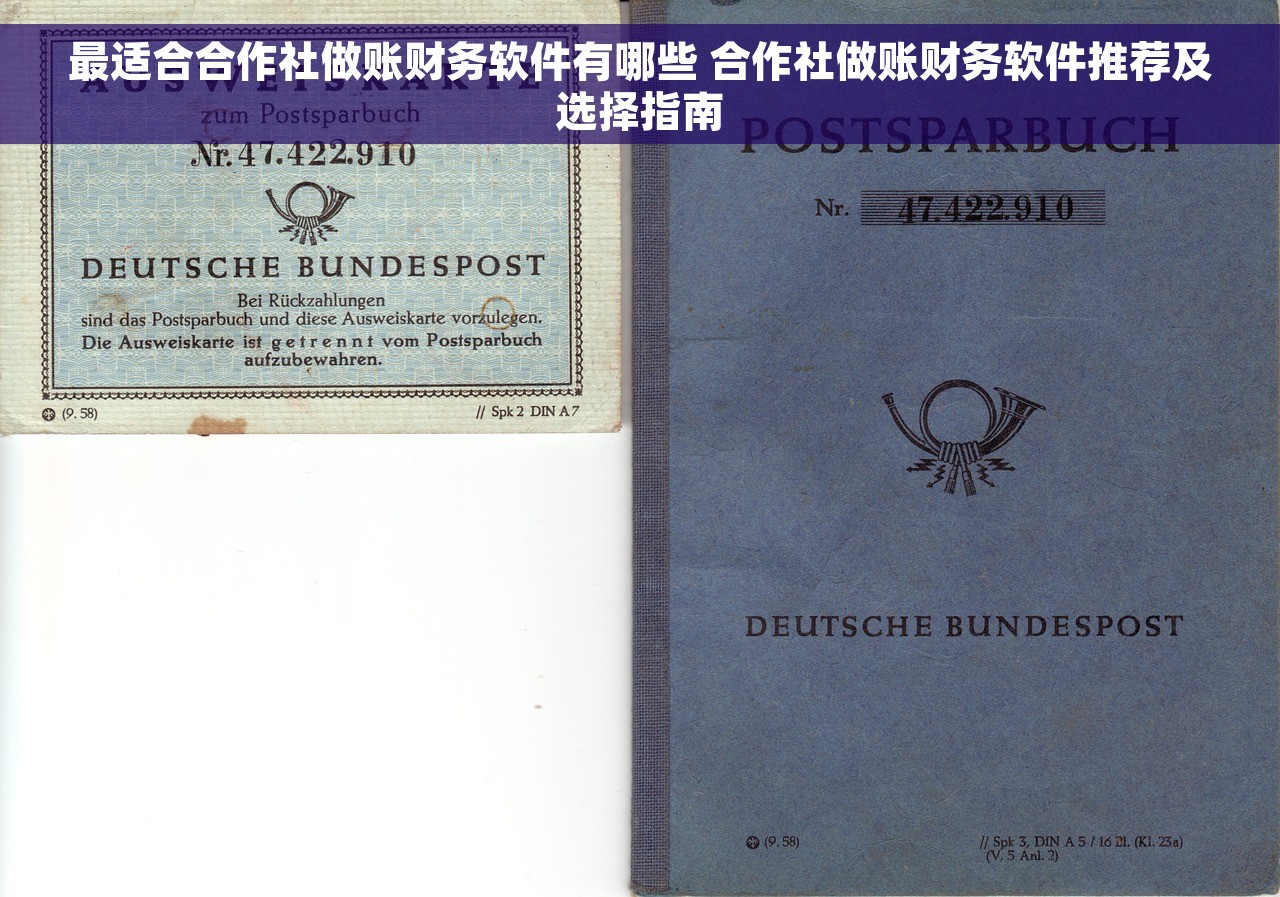 最适合合作社做账财务软件有哪些 合作社做账财务软件推荐及
选择指南
AUSWEISKARTE
zum Postsparbuch
Nr. 47.422.910
DEUTSCHE BUNDESPOST
Bei Rückzahlungen
sind das Postsparbuch und diese Ausweiskarte vorzulegen.
Die Ausweiskarte ist getrennt vom Postsparbuch
aufzubewahren.
(9. 58)
// Spk 2 DIN A 7
POSTSPARBUCH
Nr. 47.422.910
DEUTSCHE BUNDESPOST
(9. 58)
// Spk 3, DIN A 5 / 16 Bl. (Kl. 23a)
(V, 5 Anl. 2)